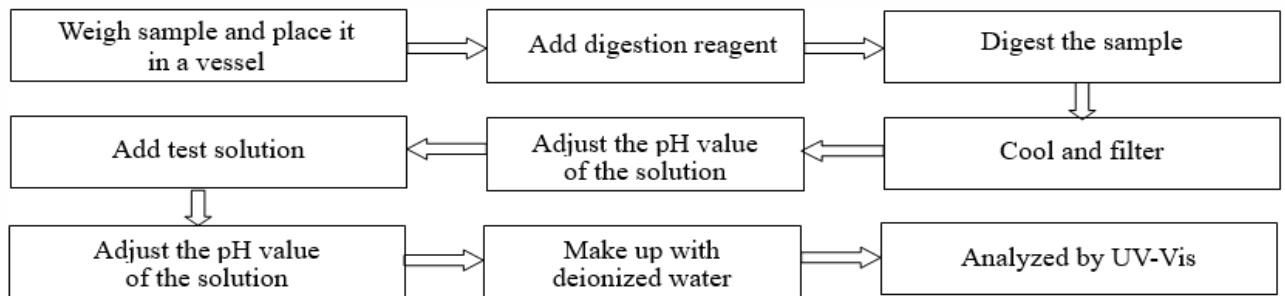 Weigh sample and place it
in a vessel
Add digestion reagent
Digest the sample
Cool and filter
Adjust the pH value
of the solution
Add test solution
Adjust the pH value
of the solution
Make up with
deionized water
Analyzed by UV-Vis